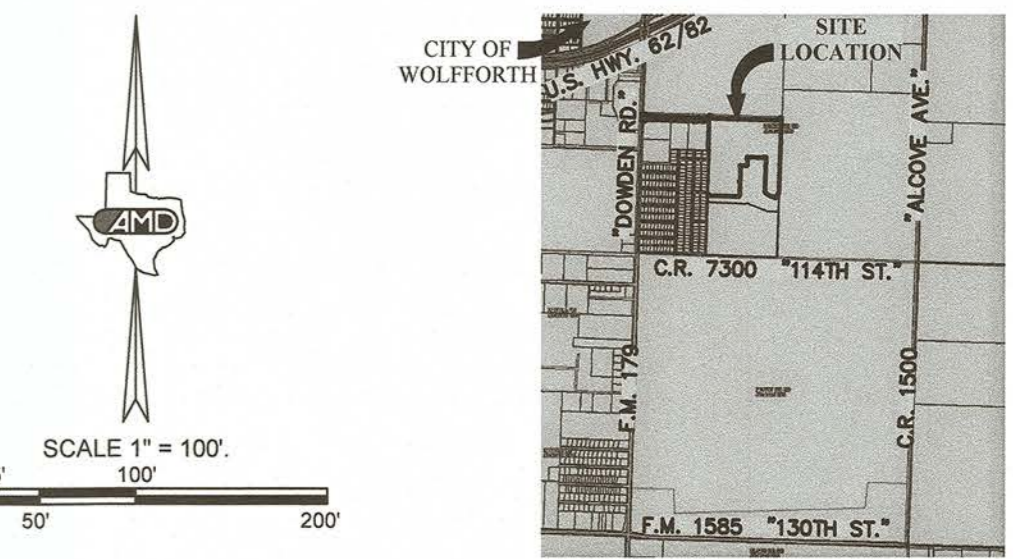 CITY OF
WOLFFORTH
U.S. HWY. 62/82
SITE
LOCATION
"DOWDEN RD."
"ALCOVE AVE."
AMD
C.R. 7300 "114TH ST."
F.M. 179
C.R. 1500
SCALE 1" = 100'.
100'
50'
200'
F.M. 1585 "130TH ST."